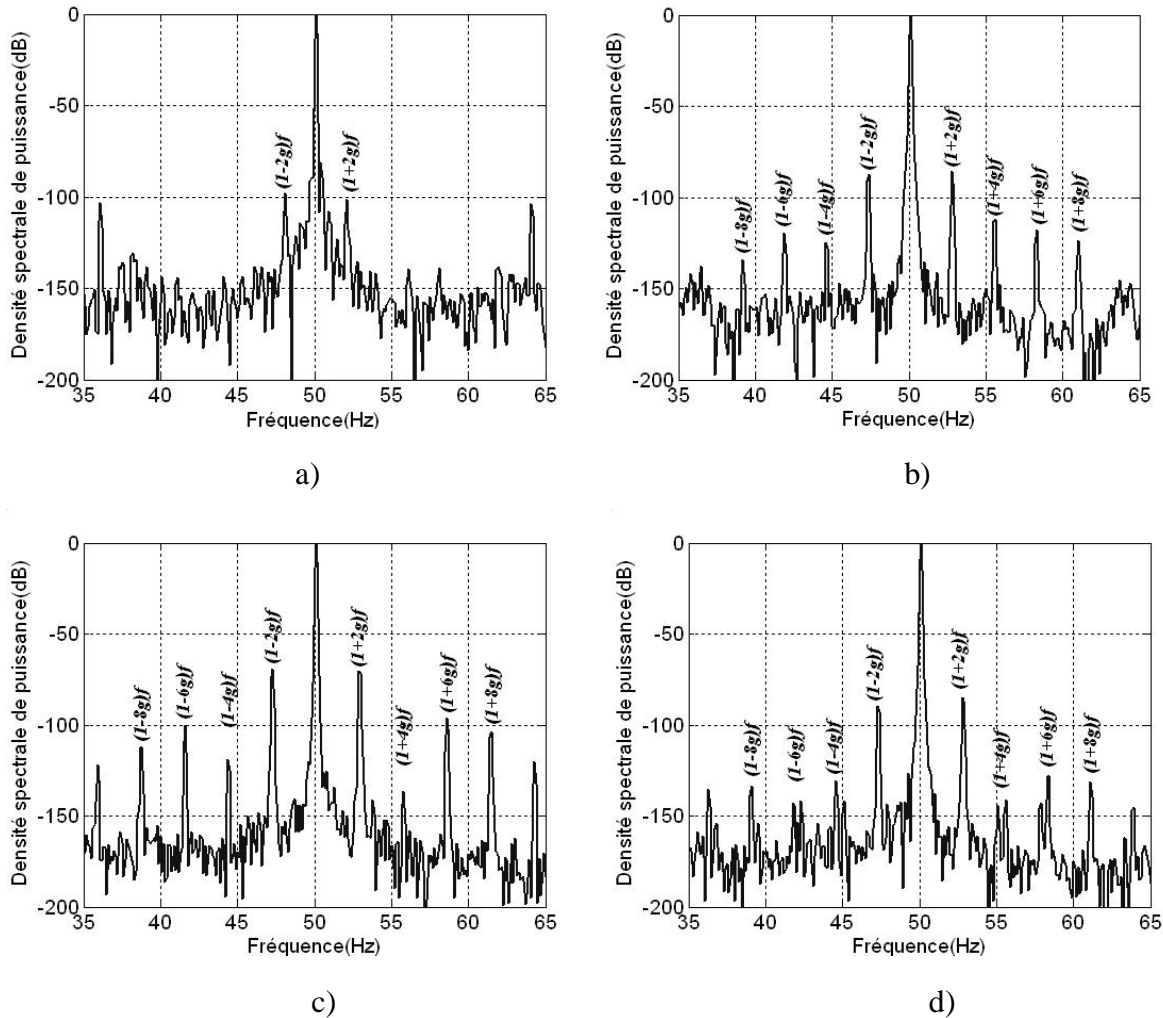 Densité spectrale de puissance(dB)
0
-50
-100
-150
-200
(1-2g)f
(1+2g)f
35 40 45 50 55 60 65
Fréquence(Hz)
a)
Densité spectrale de puissance(dB)
0
-50
-100
-150
-200
(1-8g)f
(1-6g)f
(1-4g)f
(1-2g)f
(1+2g)f
(1+4g)f
(1+6g)f
(1+8g)f
35 40 45 50 55 60 65
Fréquence(Hz)
b)
Densité spectrale de puissance(dB)
0
-50
-100
-150
-200
(1-8g)f
(1-6g)f
(1-4g)f
(1-2g)f
(1+2g)f
(1+4g)f
(1+6g)f
(1+8g)f
35 40 45 50 55 60 65
Fréquence(Hz)
c)
Densité spectrale de puissance(dB)
0
-50
-100
-150
-200
(1-8g)f
(1-6g)f
(1-4g)f
(1-2g)f
(1+2g)f
(1+4g)f
(1+6g)f
(1+8g)f
35 40 45 50 55 60 65
Fréquence(Hz)
d)